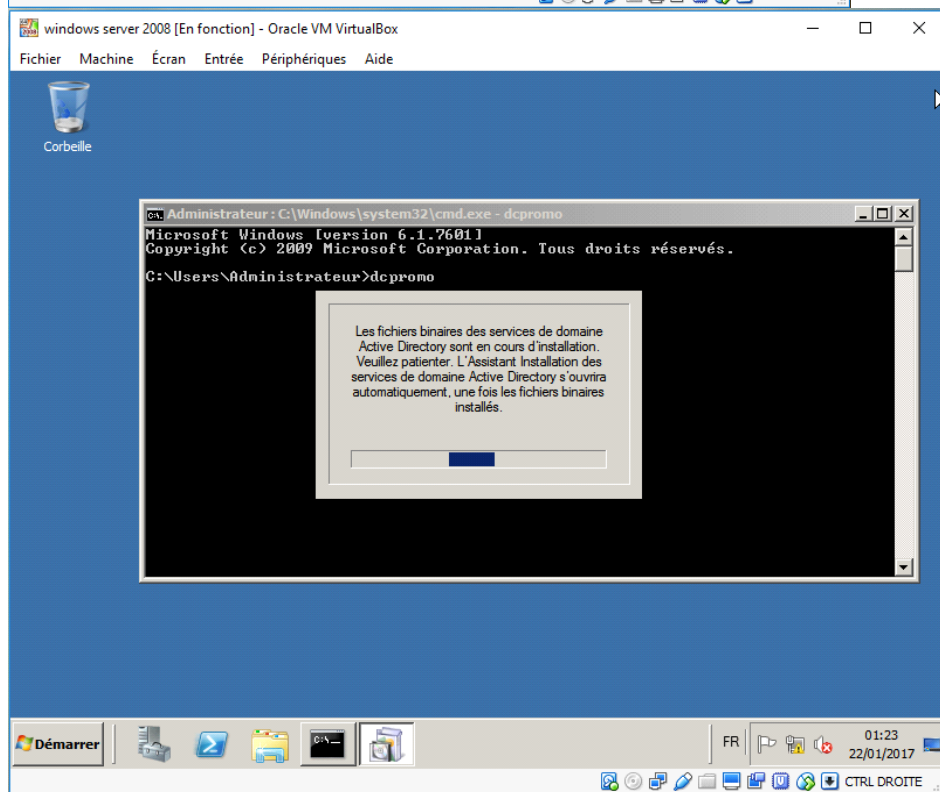 windows server 2008 [En fonction] - Oracle VM VirtualBox
Fichier Machine Écran Entrée Périphériques Aide
Corbeille
Administrateur : C:\Windows\system32\cmd.exe - dcpromo
Microsoft Windows [version 6.1.7601]
Copyright (c) 2009 Microsoft Corporation. Tous droits réservés.
C:\Users\Administrateur>dcpromo
Les fichiers binaires des services de domaine
Active Directory sont en cours d'installation.
Veuillez patienter. L'Assistant Installation des
services de domaine Active Directory s'ouvrira
automatiquement, une fois les fichiers binaires
installés.
Démarrer
FR
01:23
22/01/2017
CTRL DROITE